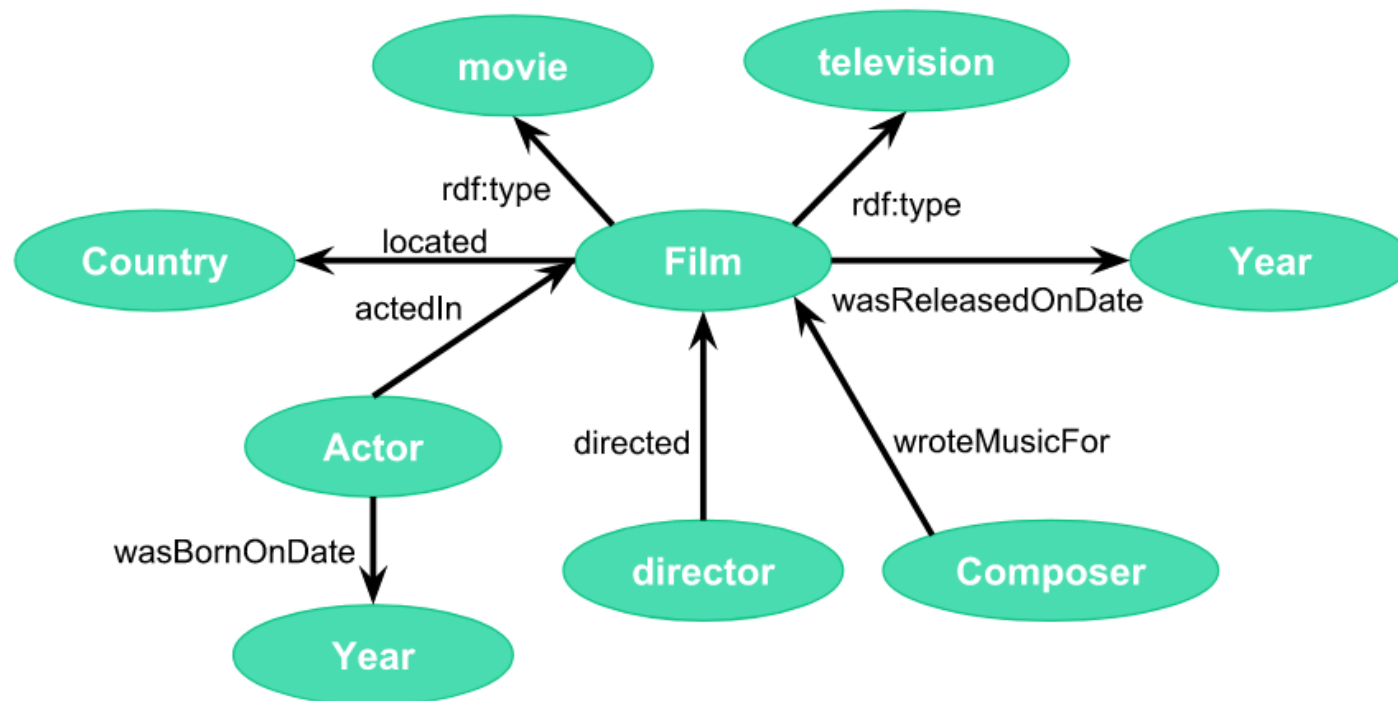 movie
television
rdf:type
rdf:type
Country
located
Film
Year
wasReleasedOnDate
actedIn
Actor
directed
wroteMusicFor
wasBornOnDate
director
Composer
Year